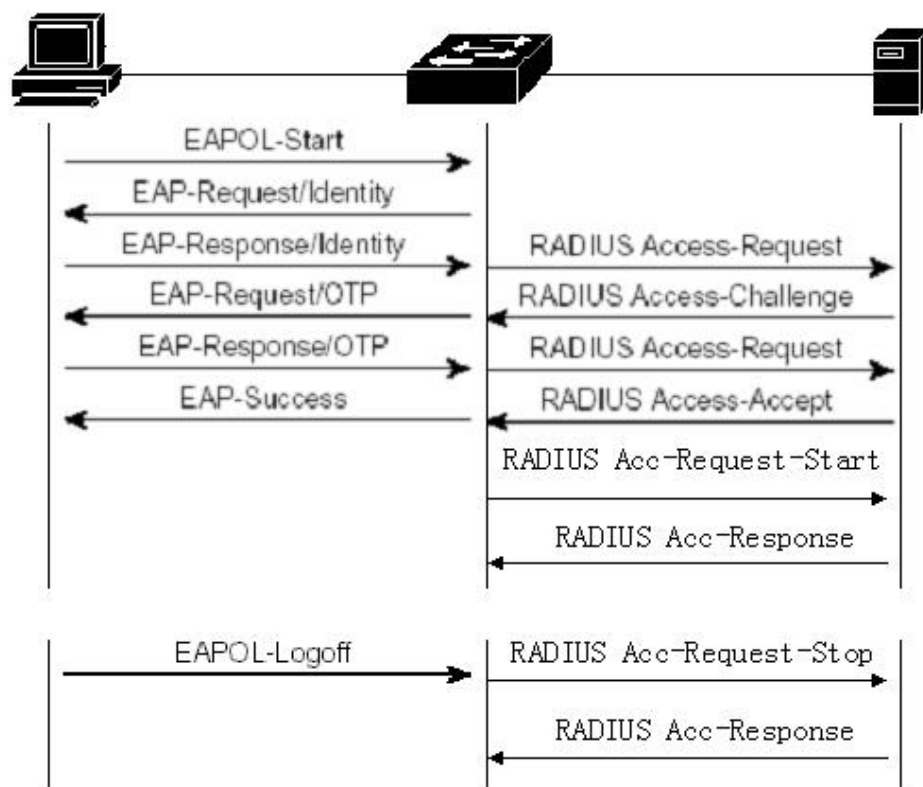 EAPOL-Start
EAP-Request/Identity
EAP-Response/Identity
RADIUS Access-Request
EAP-Request/OTP
RADIUS Access-Challenge
EAP-Response/OTP
RADIUS Access-Request
EAP-Success
RADIUS Access-Accept
RADIUS Acc-Request-Start
RADIUS Acc-Response
EAPOL-Logoff
RADIUS Acc-Request-Stop
RADIUS Acc-Response